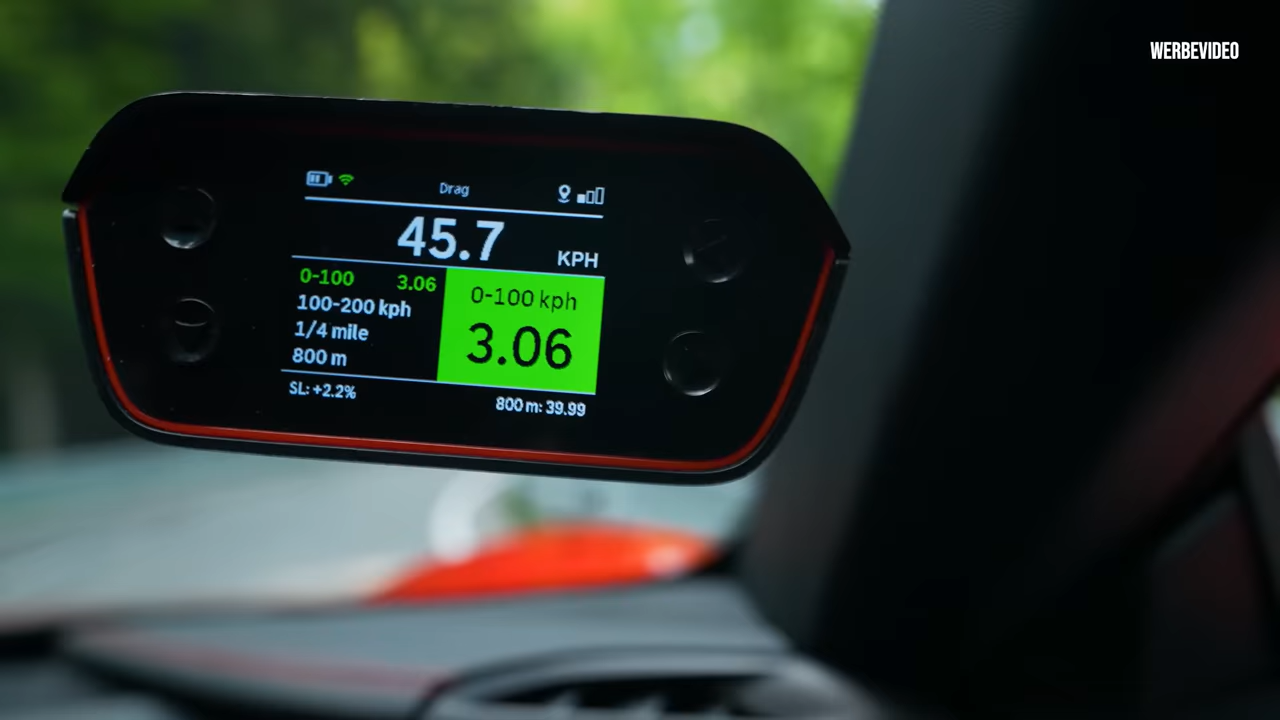 WERBEVIDEO
Drag
45.7 KPH
0-100 3.06
100-200 kph
1/4 mile
800 m
0-100 kph
3.06
SL: +2.2%
800 m: 39.99